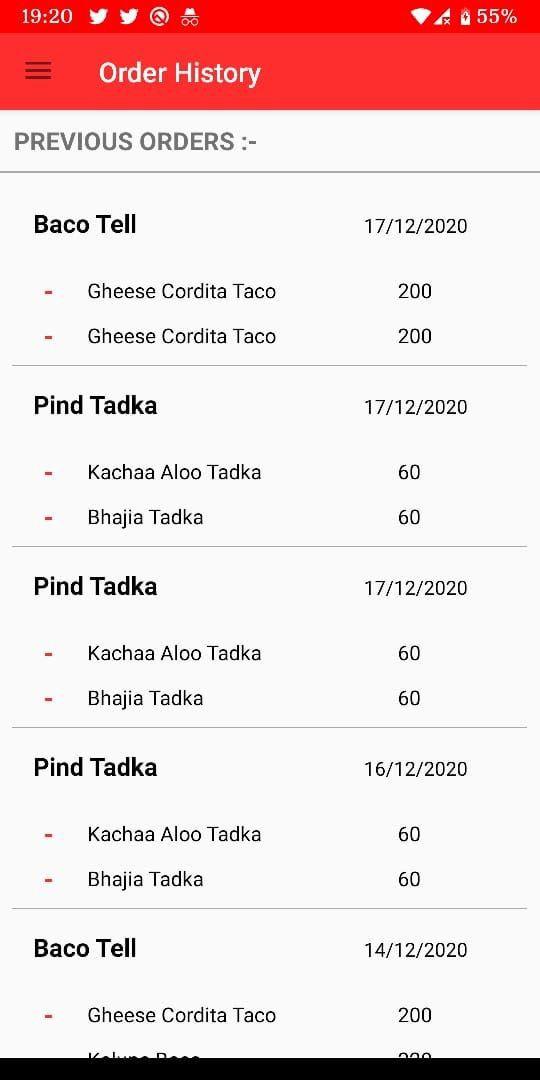 19:20 55%
Order History
PREVIOUS ORDERS :-
Baco Tell 17/12/2020
- Gheese Cordita Taco 200
- Gheese Cordita Taco 200
Pind Tadka 17/12/2020
- Kachaa Aloo Tadka 60
- Bhajia Tadka 60
Pind Tadka 17/12/2020
- Kachaa Aloo Tadka 60
- Bhajia Tadka 60
Pind Tadka 16/12/2020
- Kachaa Aloo Tadka 60
- Bhajia Tadka 60
Baco Tell 14/12/2020
- Gheese Cordita Taco 200